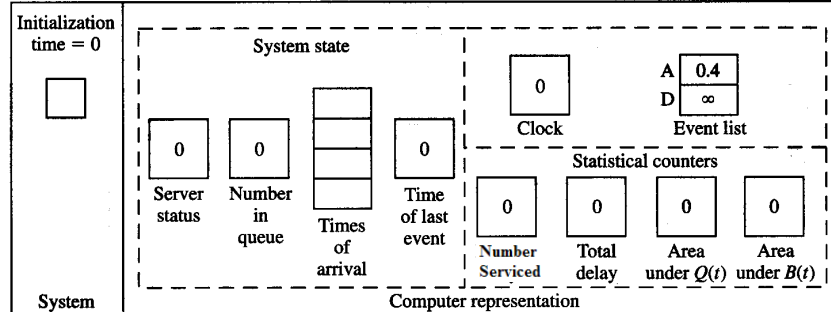 Initialization
time = 0
System
System state
0
Server
status
0
Number
in
queue
Times
of
arrival
0
Time
of last
event
0
Clock
A 0.4
D ∞
Event list
Statistical counters
0
Number
Serviced
0
Total
delay
0
Area
under Q(t)
0
Area
under B(t)
Computer representation